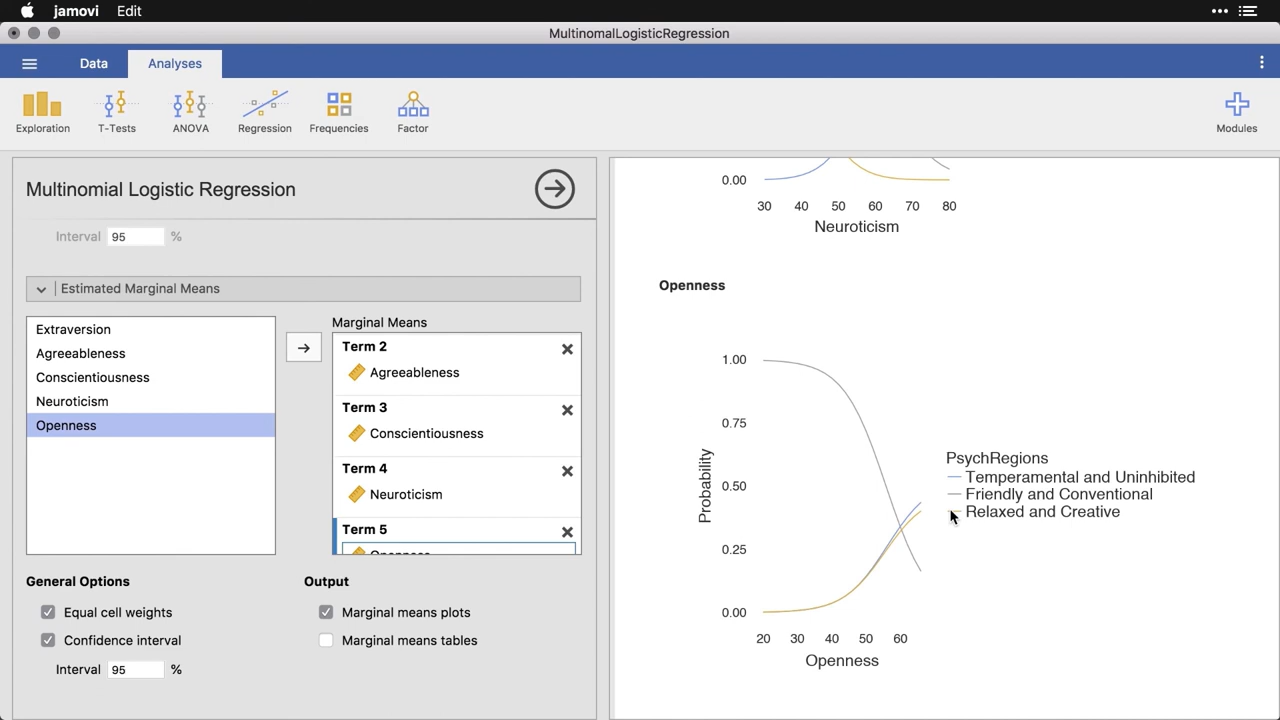 jamovi Edit
MultinomalLogisticRegression
Data Analyses
Exploration T-Tests ANOVA Regression Frequencies Factor Modules
Multinomial Logistic Regression
Interval 95 %
Estimated Marginal Means
Extraversion
Agreeableness
Conscientiousness
Neuroticism
Openness
Marginal Means
Term 2
Agreeableness
Term 3
Conscientiousness
Term 4
Neuroticism
Term 5
Openness
General Options
Equal cell weights
Confidence interval
Interval 95 %
Output
Marginal means plots
Marginal means tables
0.00
30 40 50 60 70 80
Neuroticism
Openness
1.00
0.75
0.50
0.25
0.00
Probability
20 30 40 50 60
Openness
PsychRegions
Temperamental and Uninhibited
Friendly and Conventional
Relaxed and Creative